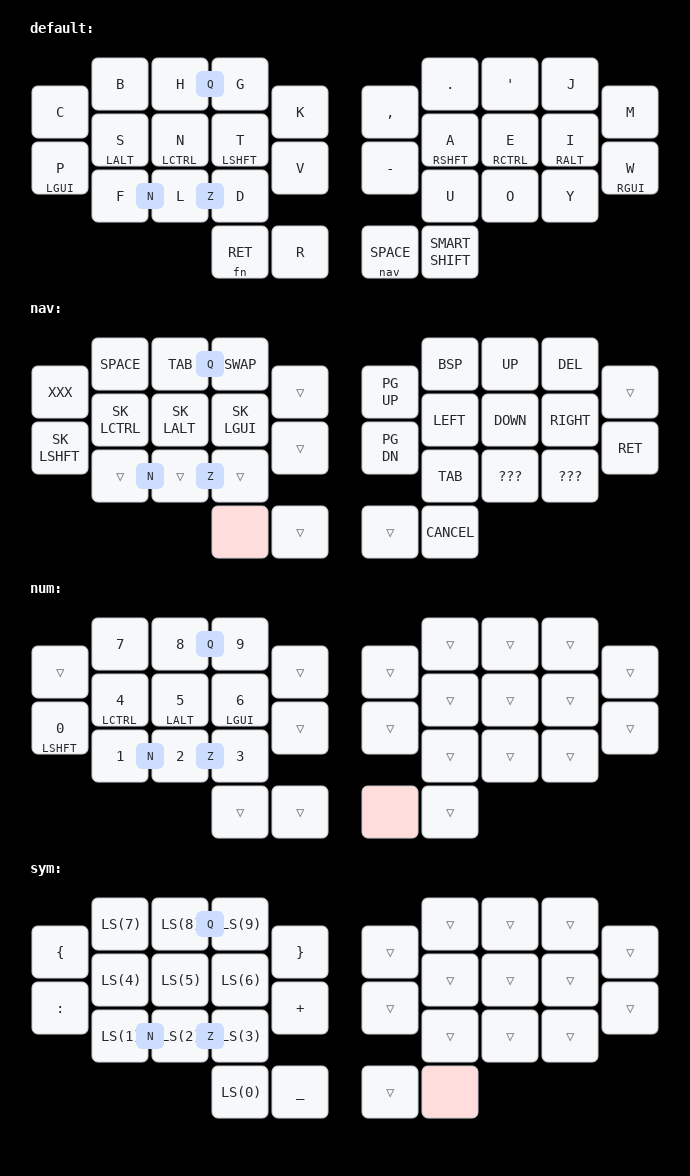 default:
B H Q G . ' J
C K , M
S N T A E I
LALT LCTRL LSHFT RSHFT RCTRL RALT
P V - W
LGUI RGUI
F N L Z D U O Y
RET R SPACE SMART
SHIFT
fn nav
nav:
SPACE TAB Q SWAP BSP UP DEL
XXX ▽ PG
UP ▽
SK
LCTRL SK
LALT SK
LGUI LEFT DOWN RIGHT
SK
LSHFT ▽ PG
DN RET
▽ N ▽ Z ▽ TAB ??? ???
▽ ▽ CANCEL
num:
7 8 Q 9 ▽ ▽ ▽
▽ ▽ ▽ ▽
4 5 6 ▽ ▽ ▽
LCTRL LALT LGUI
0 ▽ ▽ ▽
LSHFT
1 N 2 Z 3 ▽ ▽ ▽
▽ ▽ ▽
sym:
LS(7) LS(8 Q LS(9) ▽ ▽ ▽
{ } ▽ ▽
LS(4) LS(5) LS(6) ▽ ▽ ▽
: + ▽ ▽
LS(1 N LS(2 Z LS(3) ▽ ▽ ▽
LS(0) _ ▽